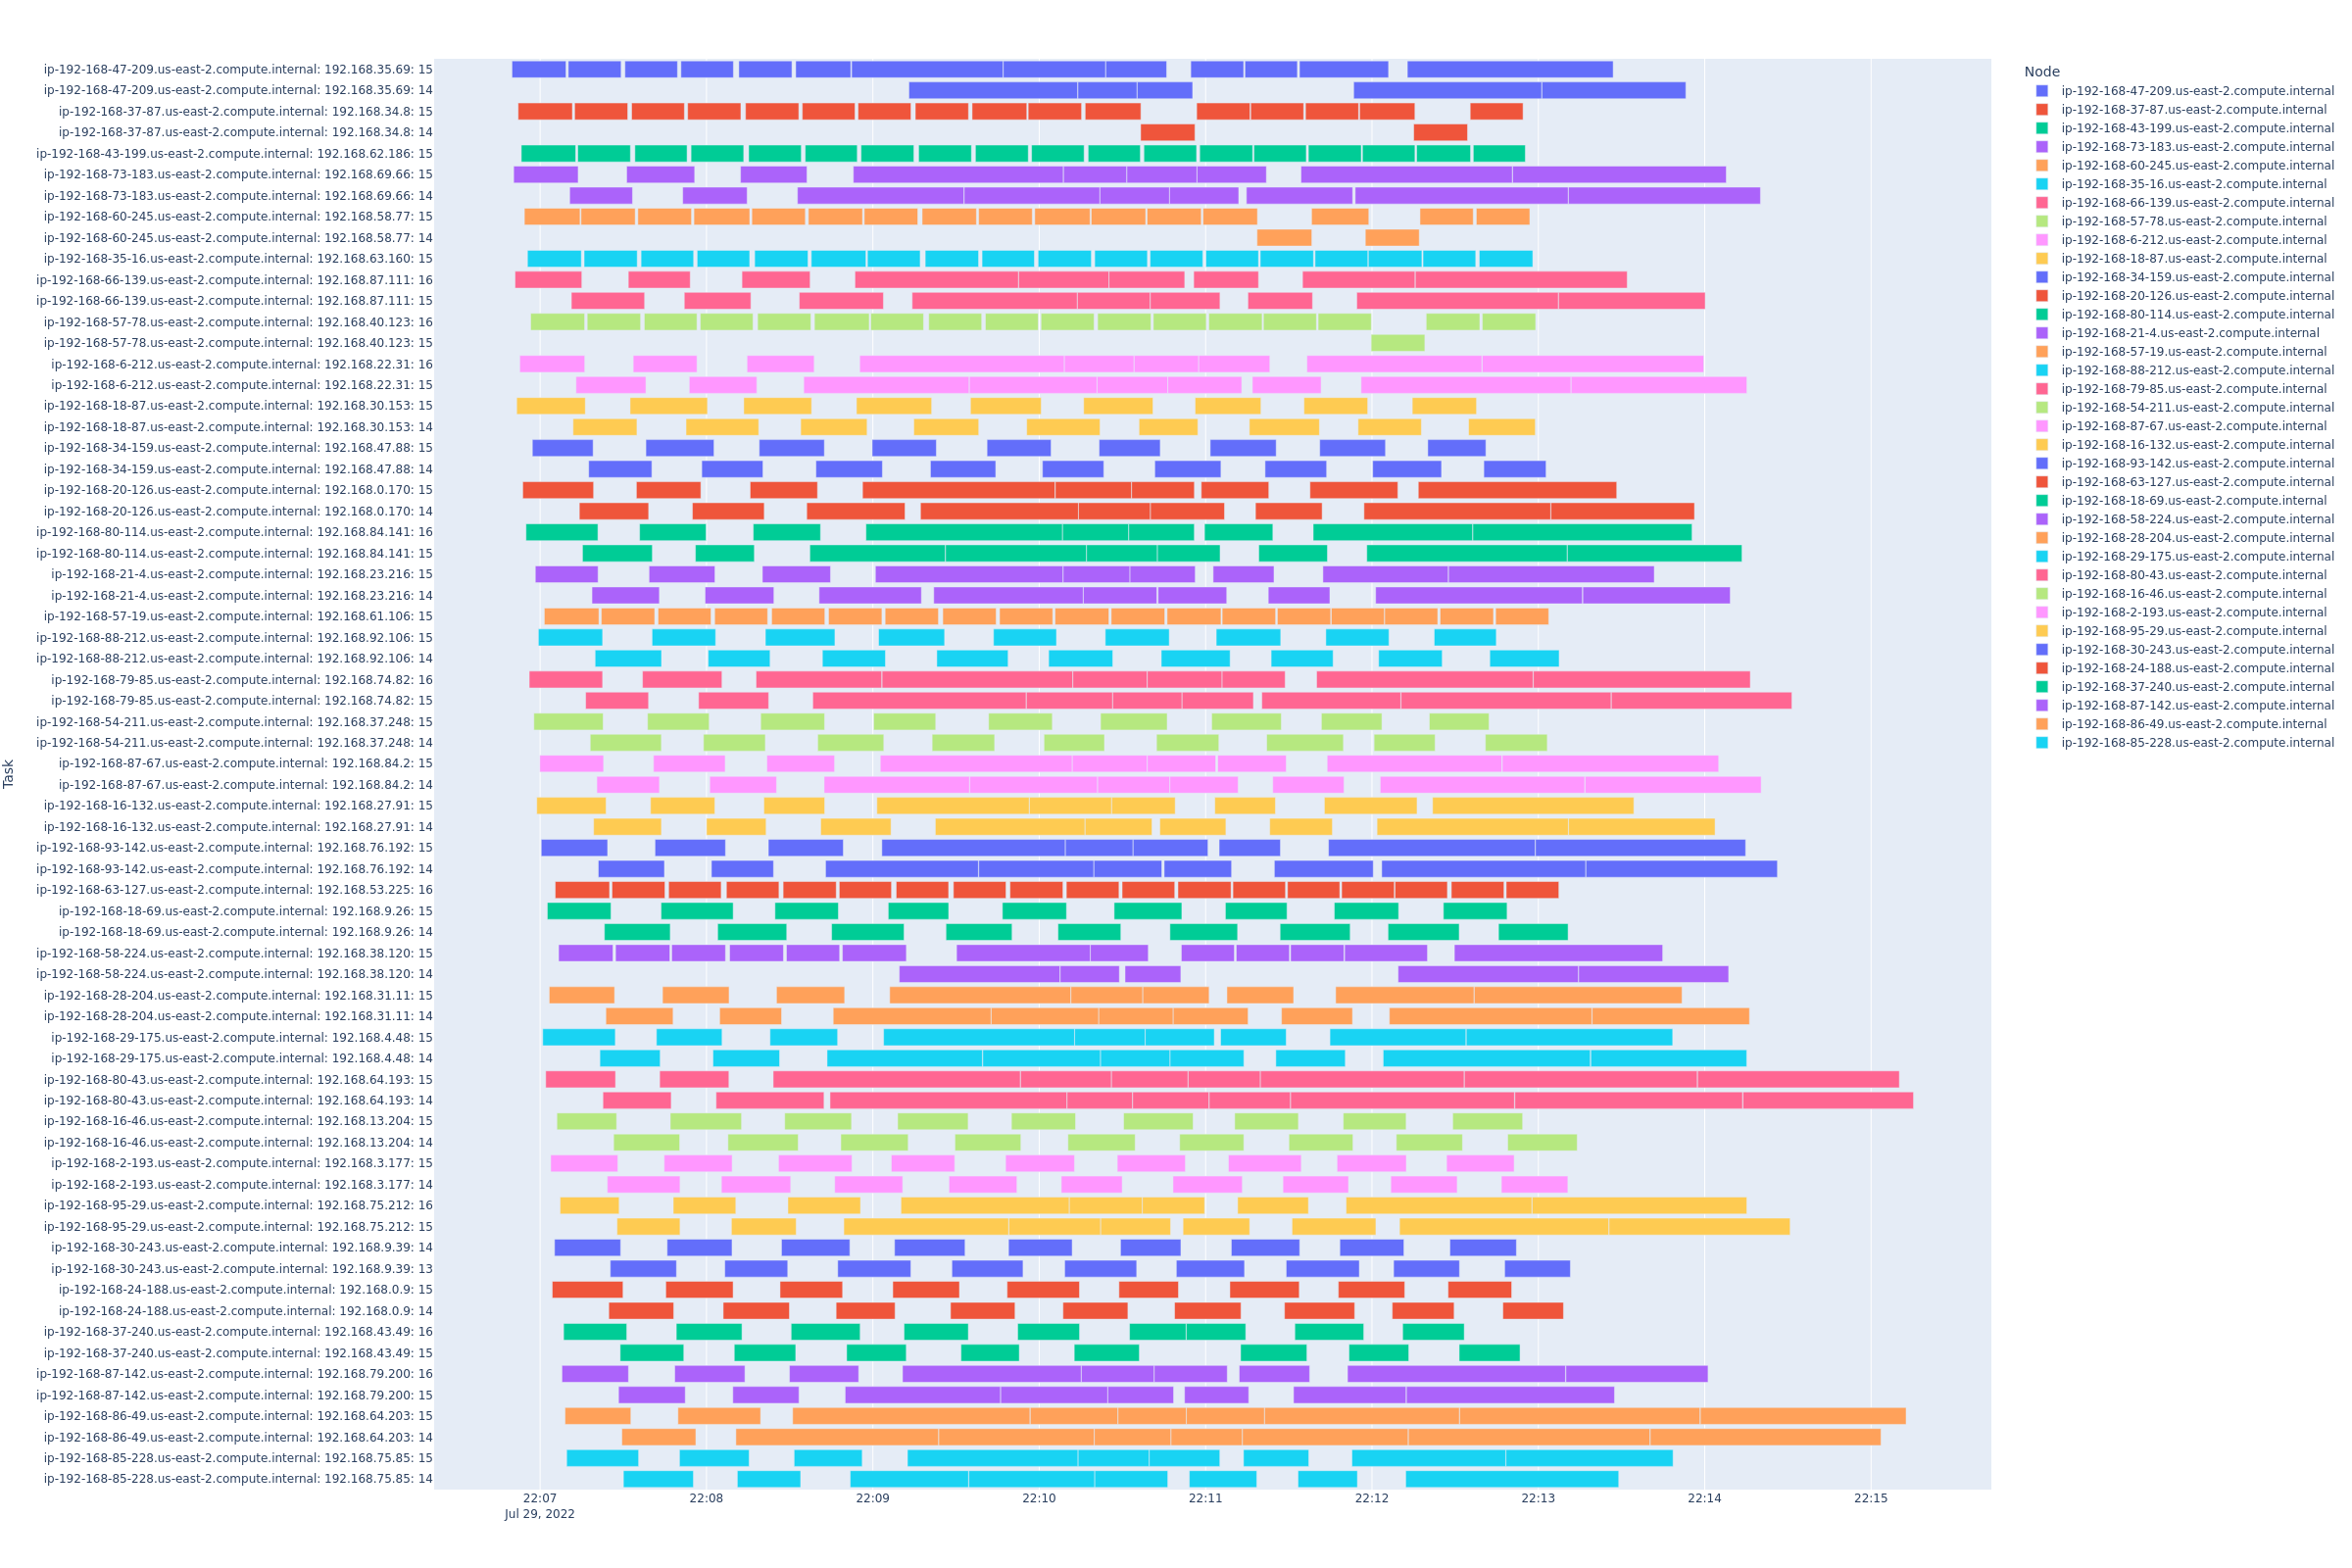 ip-192-168-47-209.us-east-2.compute.internal: 192.168.35.69: 15
ip-192-168-47-209.us-east-2.compute.internal: 192.168.35.69: 14
ip-192-168-37-87.us-east-2.compute.internal: 192.168.34.8: 15
ip-192-168-37-87.us-east-2.compute.internal: 192.168.34.8: 14
ip-192-168-43-199.us-east-2.compute.internal: 192.168.62.186: 15
ip-192-168-73-183.us-east-2.compute.internal: 192.168.69.66: 15
ip-192-168-73-183.us-east-2.compute.internal: 192.168.69.66: 14
ip-192-168-60-245.us-east-2.compute.internal: 192.168.58.77: 15
ip-192-168-60-245.us-east-2.compute.internal: 192.168.58.77: 14
ip-192-168-35-16.us-east-2.compute.internal: 192.168.63.160: 15
ip-192-168-66-139.us-east-2.compute.internal: 192.168.87.111: 16
ip-192-168-66-139.us-east-2.compute.internal: 192.168.87.111: 15
ip-192-168-57-78.us-east-2.compute.internal: 192.168.40.123: 16
ip-192-168-57-78.us-east-2.compute.internal: 192.168.40.123: 15
ip-192-168-6-212.us-east-2.compute.internal: 192.168.22.31: 16
ip-192-168-6-212.us-east-2.compute.internal: 192.168.22.31: 15
ip-192-168-18-87.us-east-2.compute.internal: 192.168.30.153: 15
ip-192-168-18-87.us-east-2.compute.internal: 192.168.30.153: 14
ip-192-168-34-159.us-east-2.compute.internal: 192.168.47.88: 15
ip-192-168-34-159.us-east-2.compute.internal: 192.168.47.88: 14
ip-192-168-20-126.us-east-2.compute.internal: 192.168.0.170: 15
ip-192-168-20-126.us-east-2.compute.internal: 192.168.0.170: 14
ip-192-168-80-114.us-east-2.compute.internal: 192.168.84.141: 16
ip-192-168-80-114.us-east-2.compute.internal: 192.168.84.141: 15
ip-192-168-21-4.us-east-2.compute.internal: 192.168.23.216: 15
ip-192-168-21-4.us-east-2.compute.internal: 192.168.23.216: 14
ip-192-168-57-19.us-east-2.compute.internal: 192.168.61.106: 15
ip-192-168-88-212.us-east-2.compute.internal: 192.168.92.106: 15
ip-192-168-88-212.us-east-2.compute.internal: 192.168.92.106: 14
ip-192-168-79-85.us-east-2.compute.internal: 192.168.74.82: 16
ip-192-168-79-85.us-east-2.compute.internal: 192.168.74.82: 15
ip-192-168-54-211.us-east-2.compute.internal: 192.168.37.248: 15
ip-192-168-54-211.us-east-2.compute.internal: 192.168.37.248: 14
ip-192-168-87-67.us-east-2.compute.internal: 192.168.84.2: 15
ip-192-168-87-67.us-east-2.compute.internal: 192.168.84.2: 14
ip-192-168-16-132.us-east-2.compute.internal: 192.168.27.91: 15
ip-192-168-16-132.us-east-2.compute.internal: 192.168.27.91: 14
ip-192-168-93-142.us-east-2.compute.internal: 192.168.76.192: 15
ip-192-168-93-142.us-east-2.compute.internal: 192.168.76.192: 14
ip-192-168-63-127.us-east-2.compute.internal: 192.168.53.225: 16
ip-192-168-18-69.us-east-2.compute.internal: 192.168.9.26: 15
ip-192-168-18-69.us-east-2.compute.internal: 192.168.9.26: 14
ip-192-168-58-224.us-east-2.compute.internal: 192.168.38.120: 15
ip-192-168-58-224.us-east-2.compute.internal: 192.168.38.120: 14
ip-192-168-28-204.us-east-2.compute.internal: 192.168.31.11: 15
ip-192-168-28-204.us-east-2.compute.internal: 192.168.31.11: 14
ip-192-168-29-175.us-east-2.compute.internal: 192.168.4.48: 15
ip-192-168-29-175.us-east-2.compute.internal: 192.168.4.48: 14
ip-192-168-80-43.us-east-2.compute.internal: 192.168.64.193: 15
ip-192-168-80-43.us-east-2.compute.internal: 192.168.64.193: 14
ip-192-168-16-46.us-east-2.compute.internal: 192.168.13.204: 15
ip-192-168-16-46.us-east-2.compute.internal: 192.168.13.204: 14
ip-192-168-2-193.us-east-2.compute.internal: 192.168.3.177: 15
ip-192-168-2-193.us-east-2.compute.internal: 192.168.3.177: 14
ip-192-168-95-29.us-east-2.compute.internal: 192.168.75.212: 16
ip-192-168-95-29.us-east-2.compute.internal: 192.168.75.212: 15
ip-192-168-30-243.us-east-2.compute.internal: 192.168.9.39: 14
ip-192-168-30-243.us-east-2.compute.internal: 192.168.9.39: 13
ip-192-168-24-188.us-east-2.compute.internal: 192.168.0.9: 15
ip-192-168-24-188.us-east-2.compute.internal: 192.168.0.9: 14
ip-192-168-37-240.us-east-2.compute.internal: 192.168.43.49: 16
ip-192-168-37-240.us-east-2.compute.internal: 192.168.43.49: 15
ip-192-168-87-142.us-east-2.compute.internal: 192.168.79.200: 16
ip-192-168-87-142.us-east-2.compute.internal: 192.168.79.200: 15
ip-192-168-86-49.us-east-2.compute.internal: 192.168.64.203: 15
ip-192-168-86-49.us-east-2.compute.internal: 192.168.64.203: 14
ip-192-168-85-228.us-east-2.compute.internal: 192.168.75.85: 15
ip-192-168-85-228.us-east-2.compute.internal: 192.168.75.85: 14
Task
22:07 22:08 22:09 22:10 22:11 22:12 22:13 22:14 22:15
Jul 29, 2022
Node
ip-192-168-47-209.us-east-2.compute.internal
ip-192-168-37-87.us-east-2.compute.internal
ip-192-168-43-199.us-east-2.compute.internal
ip-192-168-73-183.us-east-2.compute.internal
ip-192-168-60-245.us-east-2.compute.internal
ip-192-168-35-16.us-east-2.compute.internal
ip-192-168-66-139.us-east-2.compute.internal
ip-192-168-57-78.us-east-2.compute.internal
ip-192-168-6-212.us-east-2.compute.internal
ip-192-168-18-87.us-east-2.compute.internal
ip-192-168-34-159.us-east-2.compute.internal
ip-192-168-20-126.us-east-2.compute.internal
ip-192-168-80-114.us-east-2.compute.internal
ip-192-168-21-4.us-east-2.compute.internal
ip-192-168-57-19.us-east-2.compute.internal
ip-192-168-88-212.us-east-2.compute.internal
ip-192-168-79-85.us-east-2.compute.internal
ip-192-168-54-211.us-east-2.compute.internal
ip-192-168-87-67.us-east-2.compute.internal
ip-192-168-16-132.us-east-2.compute.internal
ip-192-168-93-142.us-east-2.compute.internal
ip-192-168-63-127.us-east-2.compute.internal
ip-192-168-18-69.us-east-2.compute.internal
ip-192-168-58-224.us-east-2.compute.internal
ip-192-168-28-204.us-east-2.compute.internal
ip-192-168-29-175.us-east-2.compute.internal
ip-192-168-80-43.us-east-2.compute.internal
ip-192-168-16-46.us-east-2.compute.internal
ip-192-168-2-193.us-east-2.compute.internal
ip-192-168-95-29.us-east-2.compute.internal
ip-192-168-30-243.us-east-2.compute.internal
ip-192-168-24-188.us-east-2.compute.internal
ip-192-168-37-240.us-east-2.compute.internal
ip-192-168-87-142.us-east-2.compute.internal
ip-192-168-86-49.us-east-2.compute.internal
ip-192-168-85-228.us-east-2.compute.internal